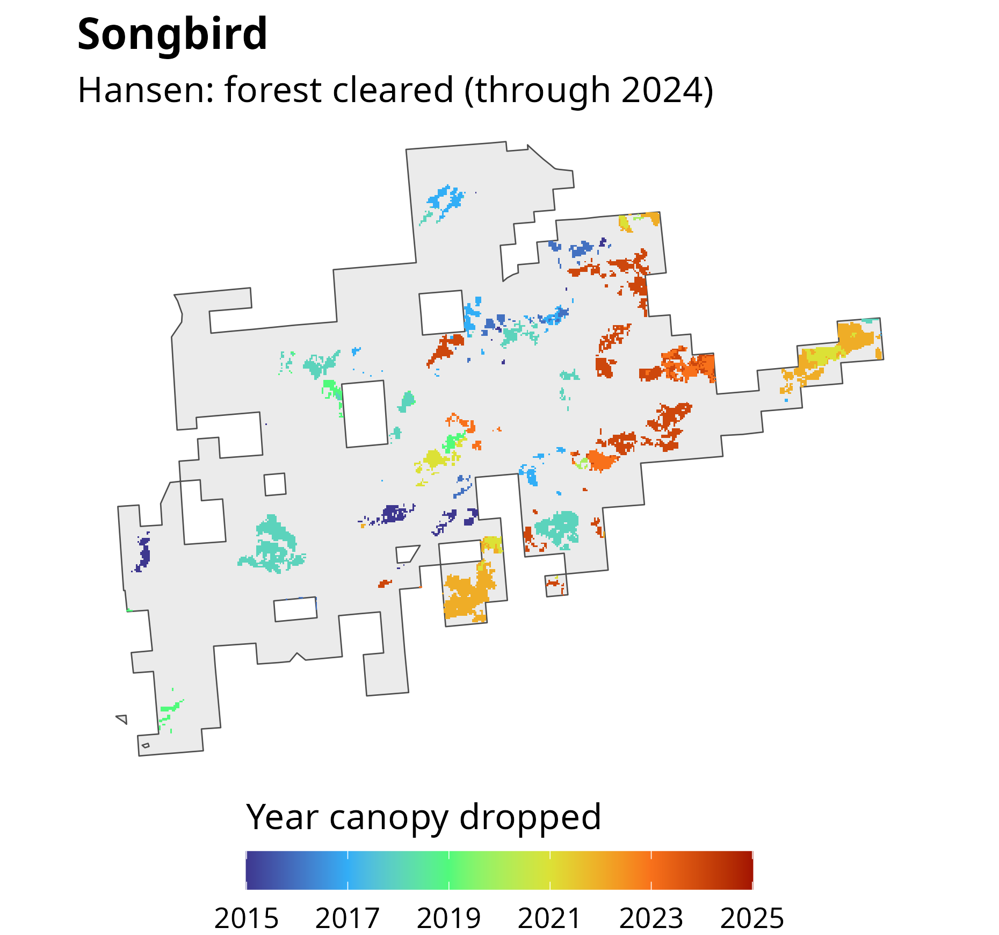 Songbird
Hansen: forest cleared (through 2024)
Year canopy dropped
2015 2017 2019 2021 2023 2025